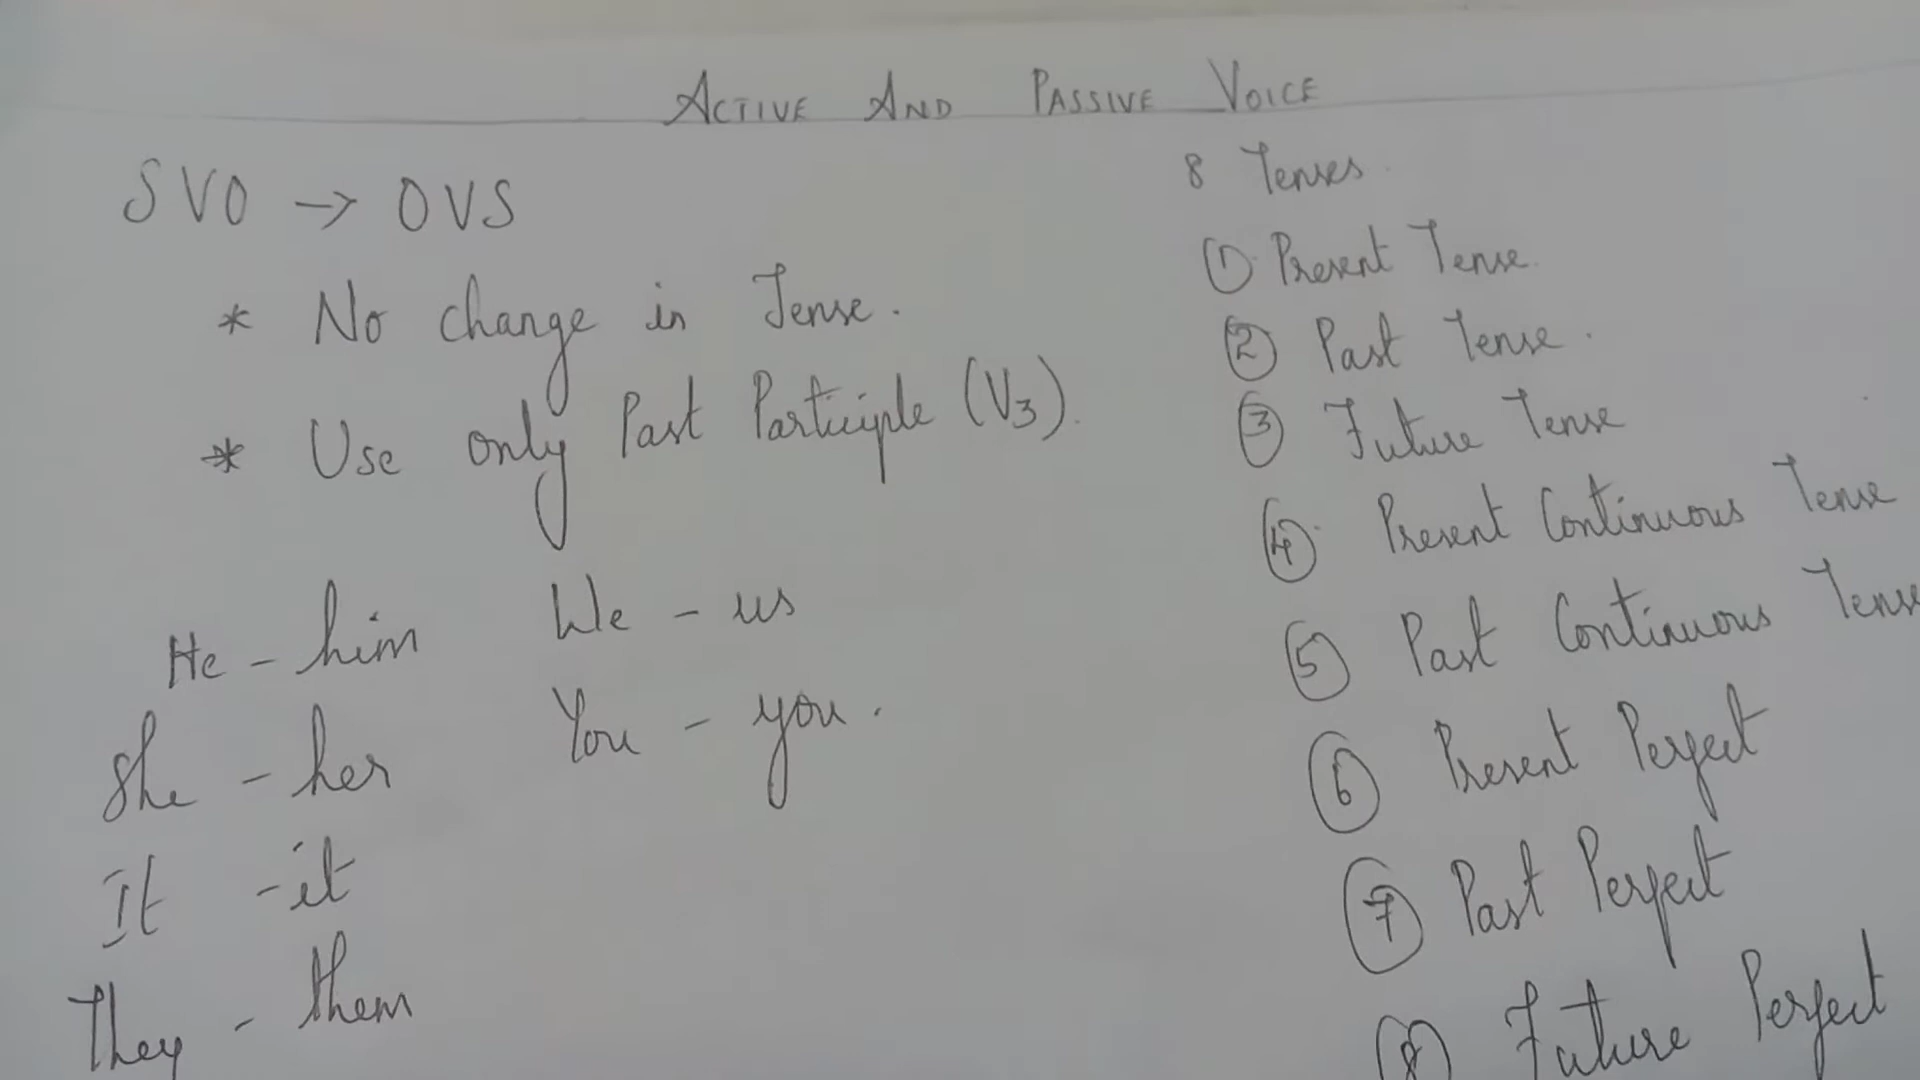 ACTIVE AND PASSIVE VOICE
SVO → OVS
* No change in Tense.
* Use only Past Participle (V3).
He - him
She - her
It - it
They - them
We - us
You - you.
8 Tenses.
① Present Tense.
② Past Tense.
③ Future Tense
④ Present Continuous Tense
⑤ Past Continuous Tense
⑥ Present Perfect
⑦ Past Perfect
⑧ Future Perfect